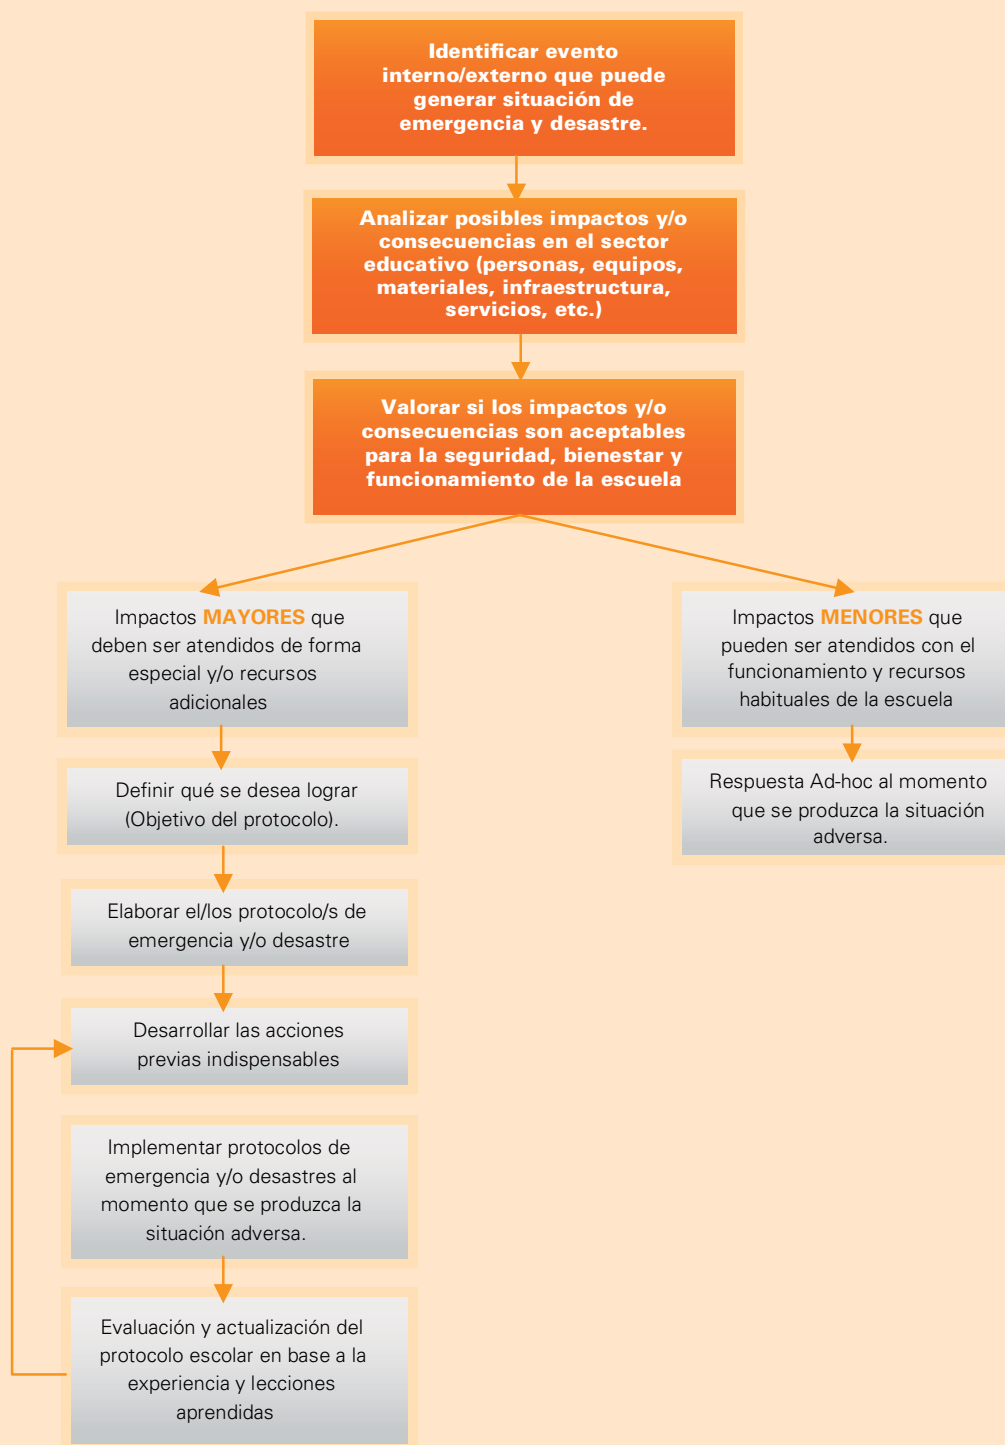 Identificar evento
interno/externo que puede
generar situación de
emergencia y desastre.
Analizar posibles impactos y/o
consecuencias en el sector
educativo (personas, equipos,
materiales, infraestructura,
servicios, etc.)
Valorar si los impactos y/o
consecuencias son aceptables
para la seguridad, bienestar y
funcionamiento de la escuela
Impactos MAYORES que
deben ser atendidos de forma
especial y/o recursos
adicionales
Definir qué se desea lograr
(Objetivo del protocolo).
Elaborar el/los protocolo/s de
emergencia y/o desastre
Desarrollar las acciones
previas indispensables
Implementar protocolos de
emergencia y/o desastres al
momento que se produzca la
situación adversa.
Evaluación y actualización del
protocolo escolar en base a la
experiencia y lecciones
aprendidas
Impactos MENORES que
pueden ser atendidos con el
funcionamiento y recursos
habituales de la escuela
Respuesta Ad-hoc al momento
que se produzca la situación
adversa.